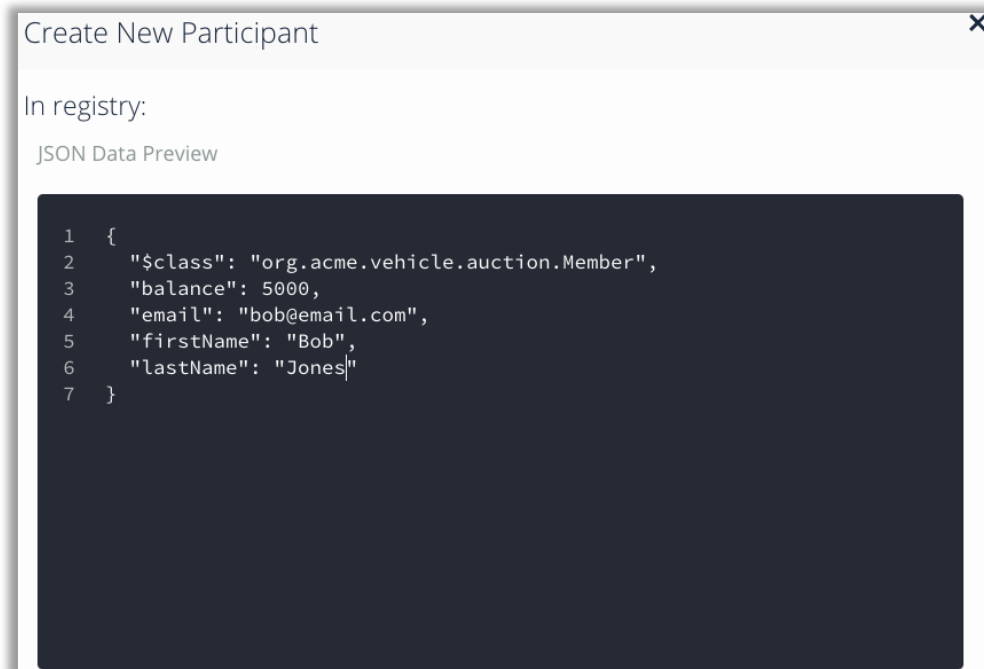 Create New Participant
In registry:
JSON Data Preview
1 {
2 "$class": "org.acme.vehicle.auction.Member",
3 "balance": 5000,
4 "email": "bob@email.com",
5 "firstName": "Bob",
6 "lastName": "Jones"
7 }